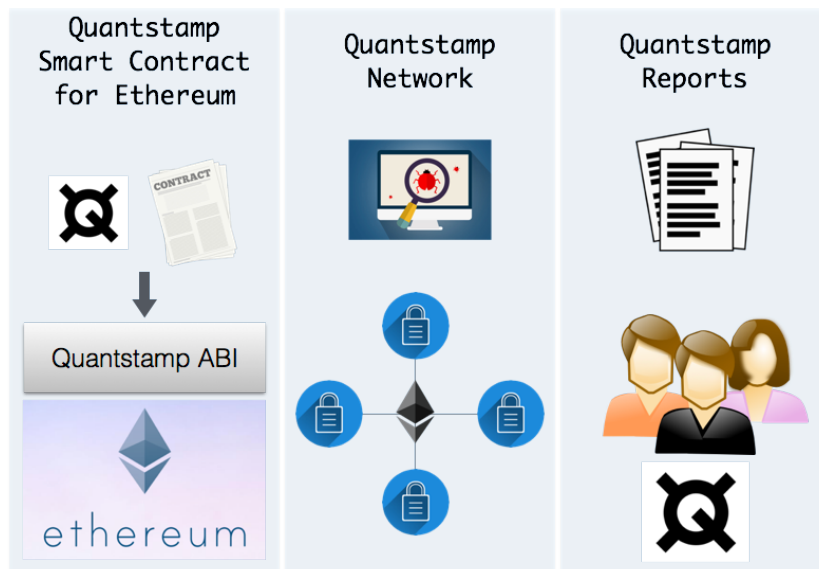 Quantstamp
Smart Contract
for Ethereum
CONTRACT
Quantstamp ABI
ethereum
Quantstamp
Network
Quantstamp
Reports